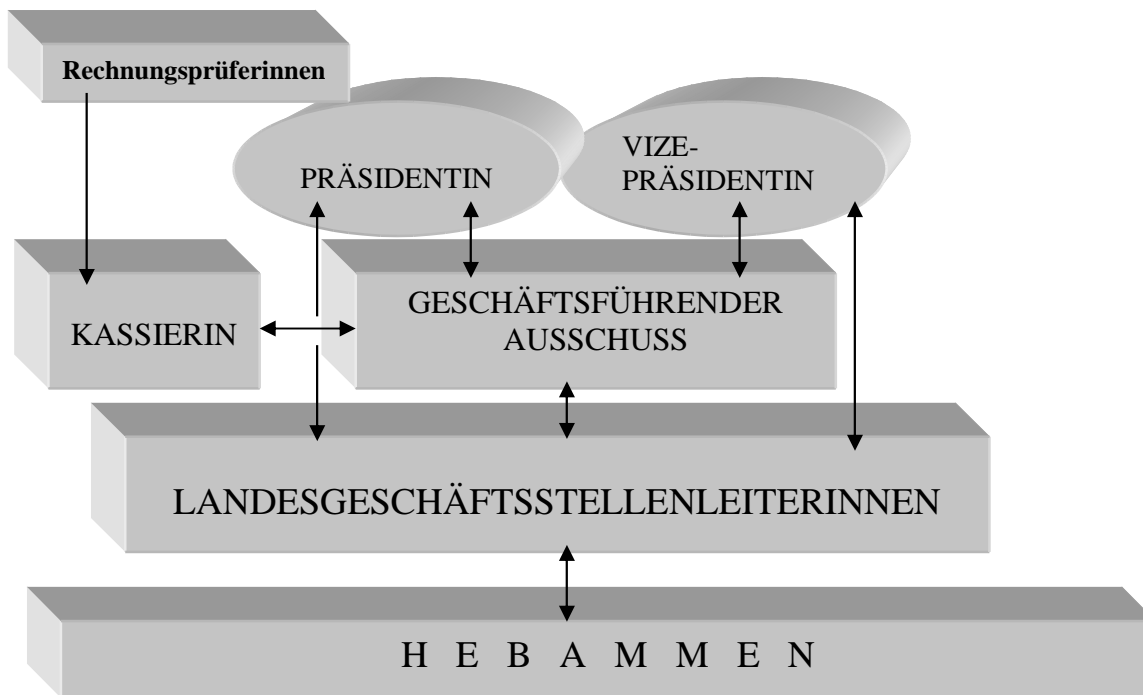 Rechnungsprüferinnen
PRÄSIDENTIN
VIZE-
PRÄSIDENTIN
KASSIERIN
GESCHÄFTSFÜHRENDER
AUSSCHUSS
LANDESGESCHÄFTSSTELLENLEITERINNEN
H E B A M M E N